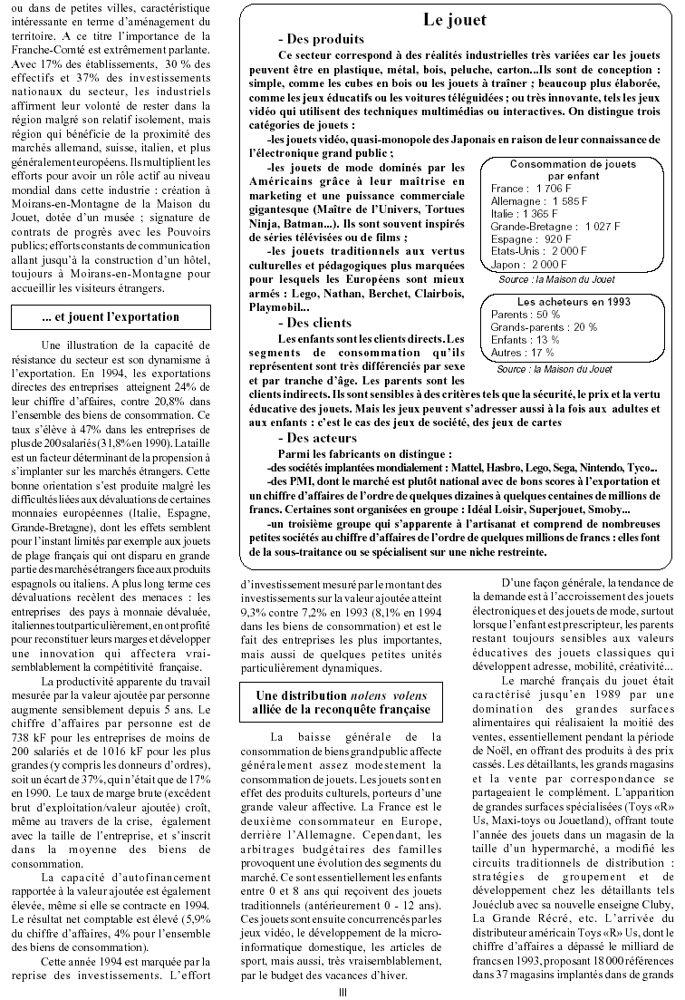 ou dans de petites villes, caractéristique
intéressante en terme d'aménagement du
territoire. A ce titre l'importance de la
Franche-Comté est extrêmement parlante.
Avec 17% des établissements, 30 % des
effectifs et 37% des investissements
nationaux du secteur, les industriels
affirment leur volonté de rester dans la
région malgré son relatif isolement, mais
région qui bénéficie de la proximité des
marchés allemand, suisse, italien, et plus
généralement européens. Ils multiplient les
efforts pour avoir un rôle actif au niveau
mondial dans cette industrie : création à
Moirans-en-Montagne de la Maison du
Jouet, dotée d'un musée ; signature de
contrats de progrès avec les Pouvoirs
publics; efforts constants de communication
allant jusqu'à la construction d'un hôtel,
toujours à Moirans-en-Montagne pour
accueillir les visiteurs étrangers.
... et jouent l'exportation
Une illustration de la capacité de
résistance du secteur est son dynamisme à
l'exportation. En 1994, les exportations
directes des entreprises atteignent 24% de
leur chiffre d'affaires, contre 20,8% dans
l'ensemble des biens de consommation. Ce
taux s'élève à 47% dans les entreprises de
plus de 200 salariés (31,8% en 1990). La taille
est un facteur déterminant de la propension à
s'implanter sur les marchés étrangers. Cette
bonne orientation s'est produite malgré les
difficultés liées aux dévaluations de certaines
monnaies européennes (Italie, Espagne,
Grande-Bretagne), dont les effets semblent
pour l'instant limités par exemple aux jouets
de plage français qui ont disparu en grande
partie des marchés étrangers face aux produits
espagnols ou italiens. A plus long terme ces
dévaluations recèlent des menaces : les
entreprises des pays à monnaie dévaluée,
italiennes tout particulièrement, en ont profité
pour reconstituer leurs marges et développer
une innovation qui affectera vrai-
semblablement la compétitivité française.
La productivité apparente du travail
mesurée par la valeur ajoutée par personne
augmente sensiblement depuis 5 ans. Le
chiffre d'affaires par personne est de
738 kF pour les entreprises de moins de
200 salariés et de 1016 kF pour les plus
grandes (y compris les donneurs d'ordres),
soit un écart de 37%, qui n'était que de 17%
en 1990. Le taux de marge brute (excédent
brut d'exploitation/valeur ajoutée) croît,
même au travers de la crise, également
avec la taille de l'entreprise, et s'inscrit
dans la moyenne des biens de
consommation.
La capacité d'autofinancement
rapportée à la valeur ajoutée est également
élevée, même si elle se contracte en 1994.
Le résultat net comptable est élevé (5,9%
du chiffre d'affaires, 4% pour l'ensemble
des biens de consommation).
Cette année 1994 est marquée par la
reprise des investissements. L'effort
Le jouet
- Des produits
Ce secteur correspond à des réalités industrielles très variées car les jouets
peuvent être en plastique, métal, bois, peluche, carton...Ils sont de conception :
simple, comme les cubes en bois ou les jouets à traîner ; beaucoup plus élaborée,
comme les jeux éducatifs ou les voitures téléguidées ; ou très innovante, tels les jeux
vidéo qui utilisent des techniques multimédias ou interactives. On distingue trois
catégories de jouets :
-les jouets vidéo, quasi-monopole des Japonais en raison de leur connaissance de
l'électronique grand public ;
-les jouets de mode dominés par les
Américains grâce à leur maîtrise en
marketing et une puissance commerciale
gigantesque (Maître de l'Univers, Tortues
Ninja, Batman...). Ils sont souvent inspirés
de séries télévisées ou de films ;
-les jouets traditionnels aux vertus
culturelles et pédagogiques plus marquées
pour lesquels les Européens sont mieux
armés : Lego, Nathan, Berchet, Clairbois,
Playmobil...
Consommation de jouets
par enfant
France : 1 706 F
Allemagne : 1 585 F
Italie : 1 365 F
Grande-Bretagne : 1 027 F
Espagne : 920 F
Etats-Unis : 2 000 F
Japon : 2 000 F
Source : la Maison du Jouet
Les acheteurs en 1993
Parents : 50 %
Grands-parents : 20 %
Enfants : 13 %
Autres : 17 %
Source : la Maison du Jouet
- Des clients
Les enfants sont les clients directs. Les
segments de consommation qu'ils
représentent sont très différenciés par sexe
et par tranche d'âge. Les parents sont les
clients indirects. Ils sont sensibles à des critères tels que la sécurité, le prix et la vertu
éducative des jouets. Mais les jeux peuvent s'adresser aussi à la fois aux adultes et
aux enfants : c'est le cas des jeux de société, des jeux de cartes
- Des acteurs
Parmi les fabricants on distingue :
-des sociétés implantées mondialement : Mattel, Hasbro, Lego, Sega, Nintendo, Tyco...
-des PMI, dont le marché est plutôt national avec de bons scores à l'exportation et
un chiffre d'affaires de l'ordre de quelques dizaines à quelques centaines de millions de
francs. Certaines sont organisées en groupe : Idéal Loisir, Superjouet, Smoby...
-un troisième groupe qui s'apparente à l'artisanat et comprend de nombreuses
petites sociétés au chiffre d'affaires de l'ordre de quelques millions de francs : elles font
de la sous-traitance ou se spécialisent sur une niche restreinte.
d'investissement mesuré par le montant des
investissements sur la valeur ajoutée atteint
9,3% contre 7,2% en 1993 (8,1% en 1994
dans les biens de consommation) et est le
fait des entreprises les plus importantes,
mais aussi de quelques petites unités
particulièrement dynamiques.
Une distribution nolens volens
alliée de la reconquête française
La baisse générale de la
consommation de biens grand public affecte
généralement assez modestement la
consommation de jouets. Les jouets sont en
effet des produits culturels, porteurs d'une
grande valeur affective. La France est le
deuxième consommateur en Europe,
derrière l'Allemagne. Cependant, les
arbitrages budgétaires des familles
provoquent une évolution des segments du
marché. Ce sont essentiellement les enfants
entre 0 et 8 ans qui reçoivent des jouets
traditionnels (antérieurement 0 - 12 ans).
Ces jouets sont ensuite concurrencés par les
jeux vidéo, le développement de la micro-
informatique domestique, les articles de
sport, mais aussi, très vraisemblablement,
par le budget des vacances d'hiver.
D'une façon générale, la tendance de
la demande est à l'accroissement des jouets
électroniques et des jouets de mode, surtout
lorsque l'enfant est prescripteur, les parents
restant toujours sensibles aux valeurs
éducatives des jouets classiques qui
développent adresse, mobilité, créativité...
Le marché français du jouet était
caractérisé jusqu'en 1989 par une
domination des grandes surfaces
alimentaires qui réalisaient la moitié des
ventes, essentiellement pendant la période
de Noël, en offrant des produits à des prix
cassés. Les détaillants, les grands magasins
et la vente par correspondance se
partageaient le complément. L'apparition
de grandes surfaces spécialisées (Toys «R»
Us, Maxi-toys ou Jouetland), offrant toute
l'année des jouets dans un magasin de la
taille d'un hypermarché, a modifié les
circuits traditionnels de distribution :
stratégies de groupement et de
développement chez les détaillants tels
Jouéclub avec sa nouvelle enseigne Cluby,
La Grande Récré, etc. L'arrivée du
distributeur américain Toys «R» Us, dont le
chiffre d'affaires a dépassé le milliard de
francs en 1993, proposant 18 000 références
dans 37 magasins implantés dans de grands
III